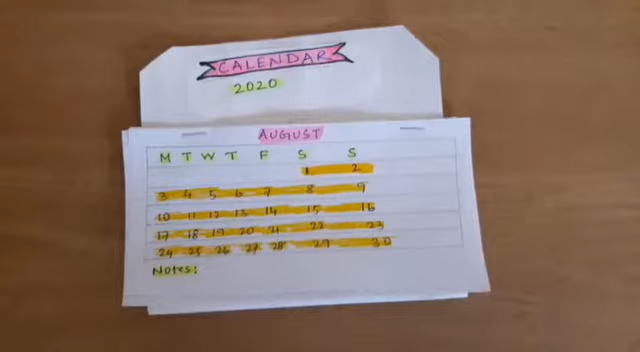 CALENDAR
2020
AUGUST
M T W T F S S
1 2
3 4 5 6 7 8 9
10 11 12 13 14 15 16
17 18 19 20 21 22 23
24 25 26 27 28 29 30
Notes: